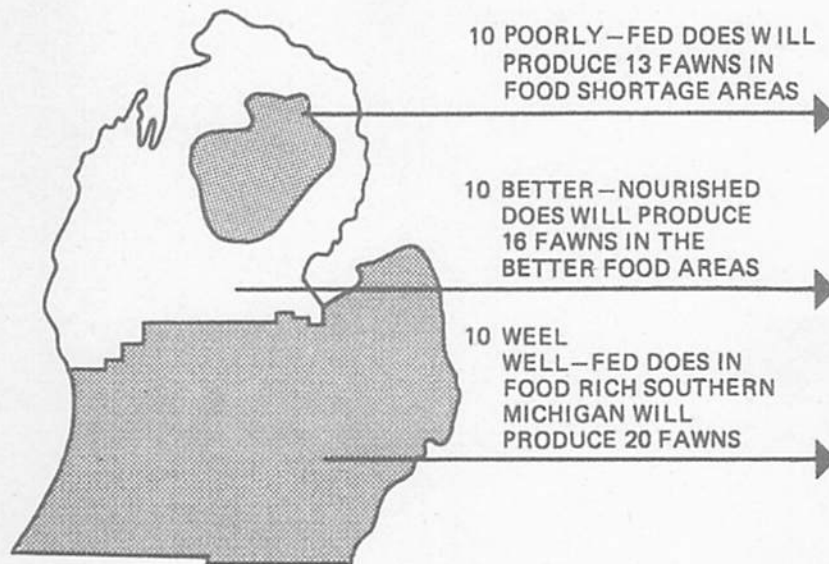 10 POORLY—FED DOES WILL
PRODUCE 13 FAWNS IN
FOOD SHORTAGE AREAS
10 BETTER—NOURISHED
DOES WILL PRODUCE
16 FAWNS IN THE
BETTER FOOD AREAS
10 WEEL
WELL—FED DOES IN
FOOD RICH SOUTHERN
MICHIGAN WILL
PRODUCE 20 FAWNS